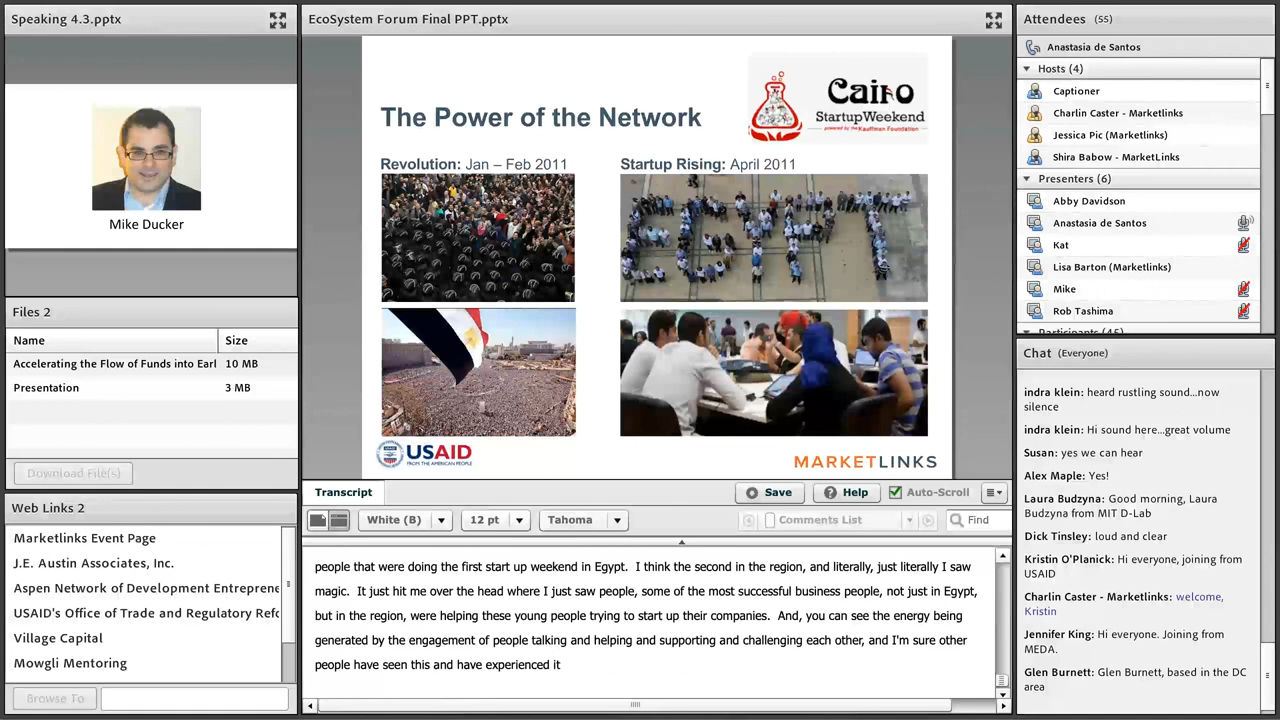 Speaking 4.3.pptx
Mike Ducker
Files 2
Name Size
Accelerating the Flow of Funds into Earl 10 MB
Presentation 3 MB
Download File(s)
Web Links 2
Marketlinks Event Page
J.E. Austin Associates, Inc.
Aspen Network of Development Entreprene
USAID's Office of Trade and Regulatory Refo
Village Capital
Mowgli Mentoring
Browse To
EcoSystem Forum Final PPT.pptx
Cairo
StartupWeekend
powered by the Kauffman Foundation
The Power of the Network
Revolution: Jan – Feb 2011
Startup Rising: April 2011
USAID
FROM THE AMERICAN PEOPLE
MARKETLINKS
Transcript Save Help Auto-Scroll
White (B) 12 pt Tahoma Comments List Find
people that were doing the first start up weekend in Egypt.  I think the second in the region, and literally, just literally I saw
magic.  It just hit me over the head where I just saw people, some of the most successful business people, not just in Egypt,
but in the region, were helping these young people trying to start up their companies.  And, you can see the energy being
generated by the engagement of people talking and helping and supporting and challenging each other, and I'm sure other
people have seen this and have experienced it
Attendees (55)
Anastasia de Santos
Hosts (4)
Captioner
Charlin Caster - Marketlinks
Jessica Pic (Marketlinks)
Shira Babow - MarketLinks
Presenters (6)
Abby Davidson
Anastasia de Santos
Kat
Lisa Barton (Marketlinks)
Mike
Rob Tashima
Participants (45)
Chat (Everyone)
indra klein: heard rustling sound...now
silence
indra klein: Hi sound here...great volume
Susan: yes we can hear
Alex Maple: Yes!
Laura Budzyna: Good morning, Laura
Budzyna from MIT D-Lab
Dick Tinsley: loud and clear
Kristin O'Planick: Hi everyone, joining from
USAID
Charlin Caster - Marketlinks: welcome,
Kristin
Jennifer King: Hi everyone. Joining from
MEDA.
Glen Burnett: Glen Burnett, based in the DC
area